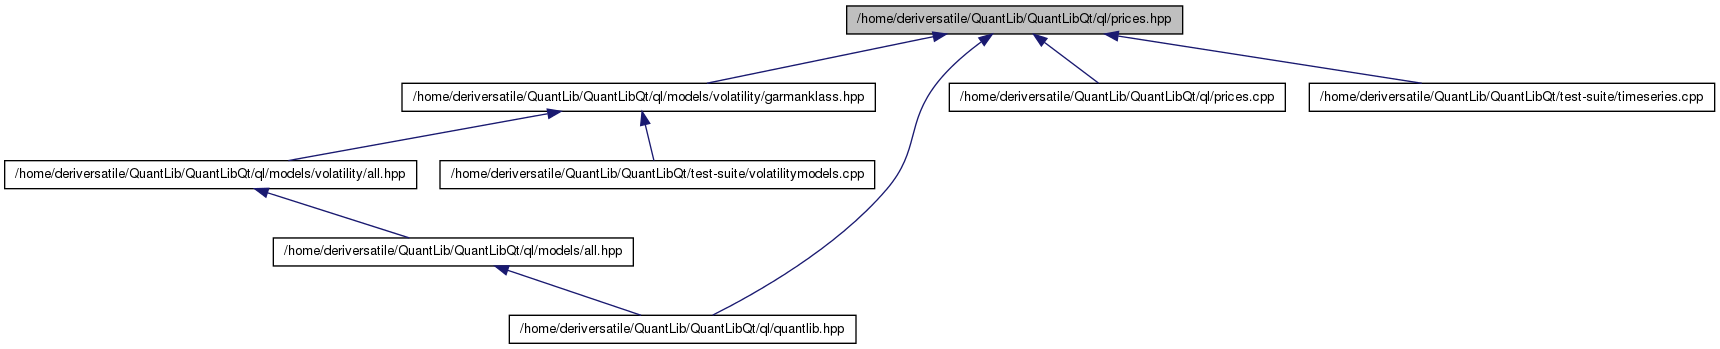 /home/deriversatile/QuantLib/QuantLibQt/ql/prices.hpp
/home/deriversatile/QuantLib/QuantLibQt/ql/models/volatility/garmanklass.hpp
/home/deriversatile/QuantLib/QuantLibQt/ql/prices.cpp
/home/deriversatile/QuantLib/QuantLibQt/test-suite/timeseries.cpp
/home/deriversatile/QuantLib/QuantLibQt/ql/models/volatility/all.hpp
/home/deriversatile/QuantLib/QuantLibQt/test-suite/volatilitymodels.cpp
/home/deriversatile/QuantLib/QuantLibQt/ql/models/all.hpp
/home/deriversatile/QuantLib/QuantLibQt/ql/quantlib.hpp